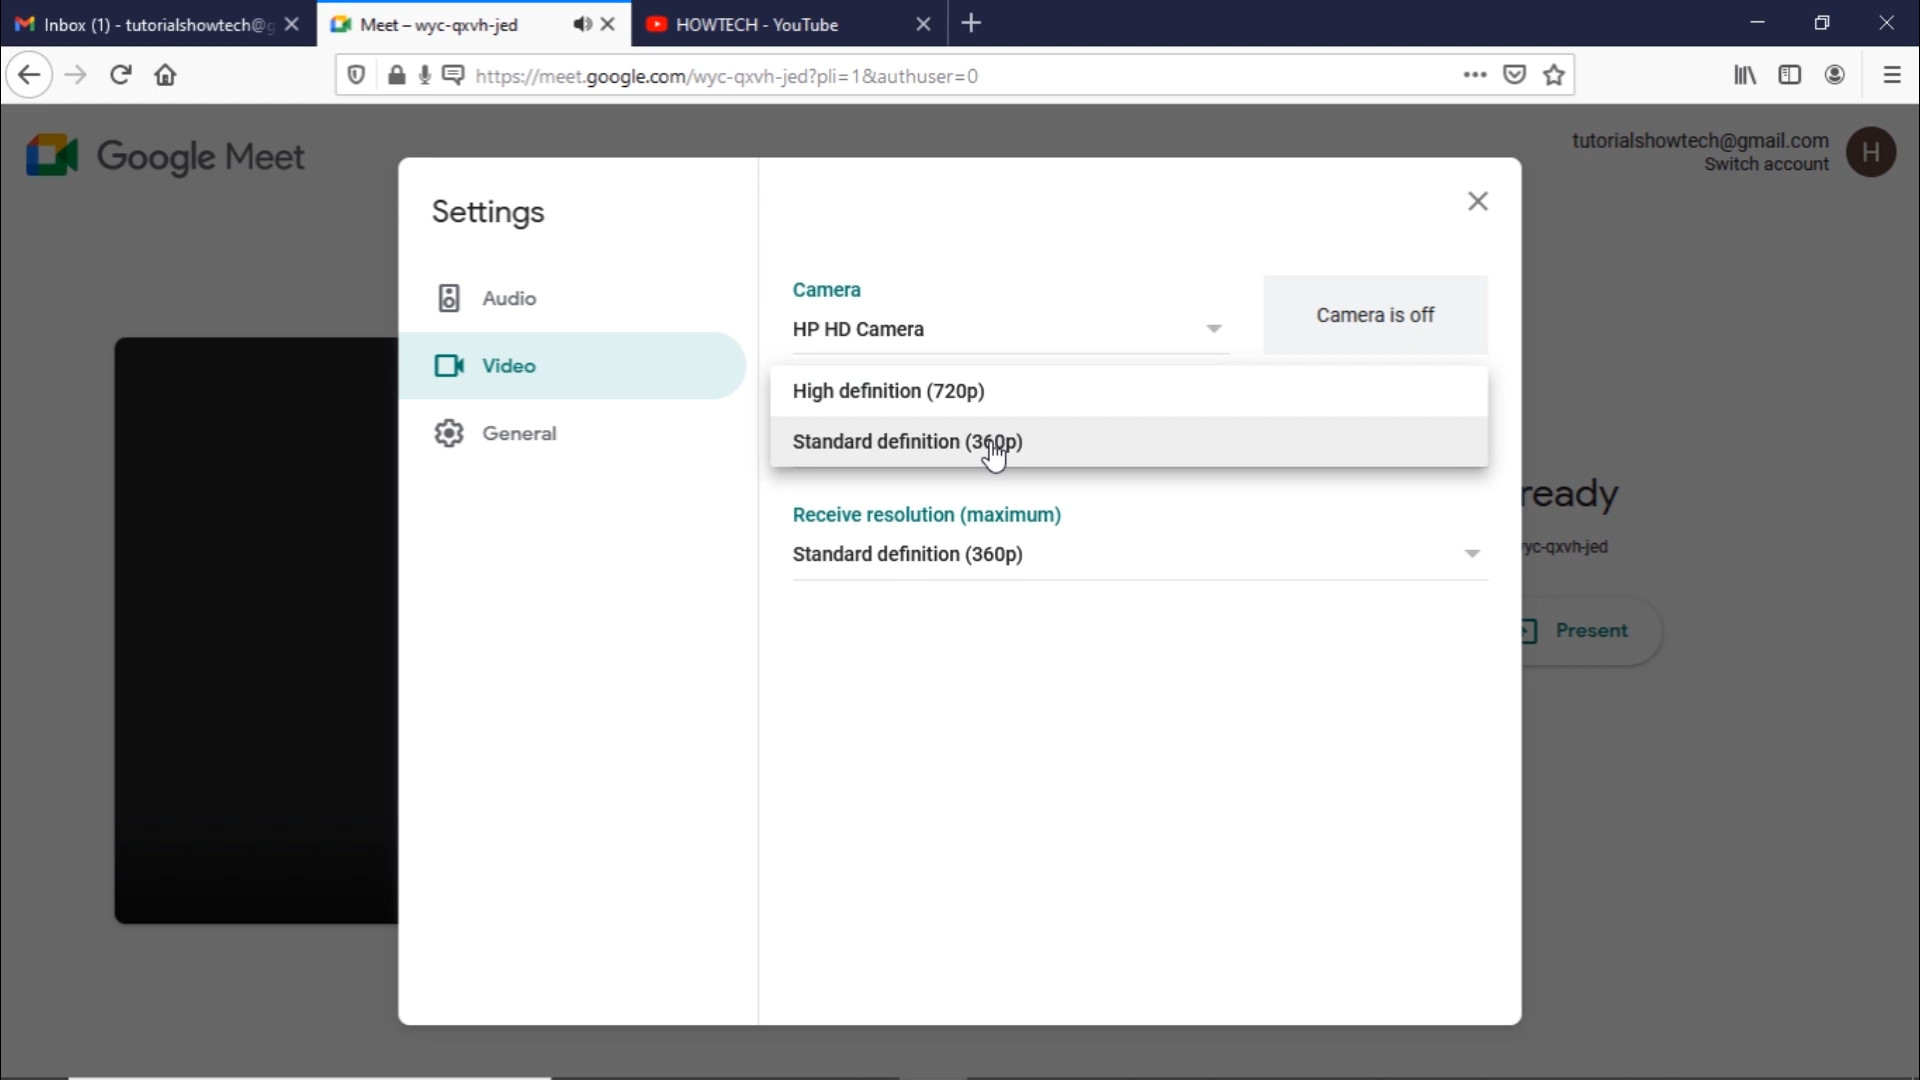 Inbox (1) - tutorialshowtech@g
Meet – wyc-qxvh-jed
HOWTECH - YouTube
https://meet.google.com/wyc-qxvh-jed?pli=1&authuser=0
Google Meet
tutorialshowtech@gmail.com
Switch account
H
Settings
Audio
Video
General
Camera
HP HD Camera
Camera is off
High definition (720p)
Standard definition (360p)
Receive resolution (maximum)
Standard definition (360p)
ready
yc-qxvh-jed
Present